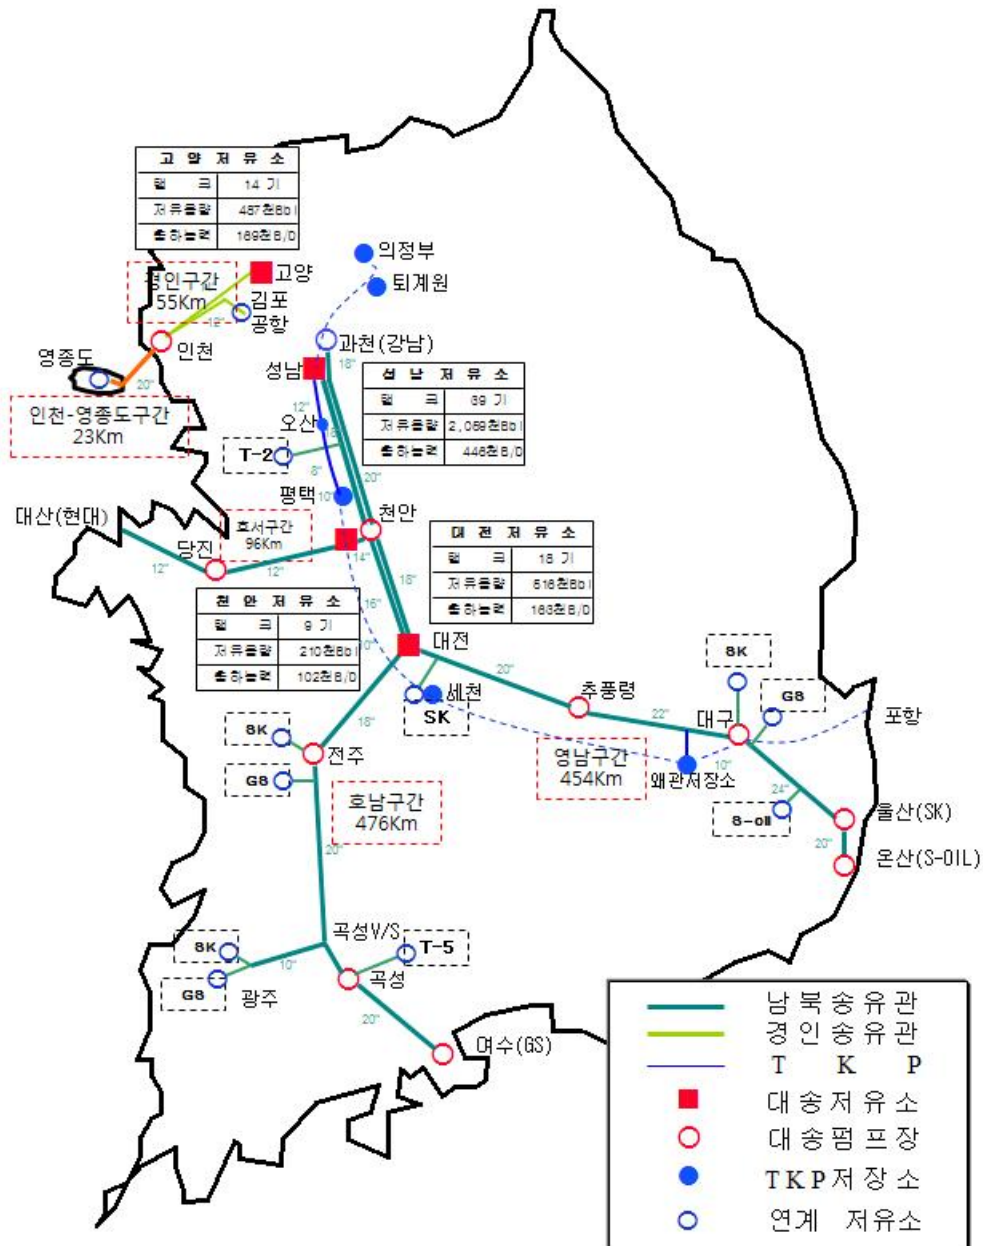 고 양 저 유 소
탱 크 14 기
저유용량 487천Bbl
출하능력 169천B/D
의정부
경인구간
55Km
고양
퇴계원
김포
공항
12"
인천
과천(강남)
18"
영종도
20"
성남
성 남 저 유 소
탱 크 39 기
저유용량 2,059천Bbl
출하능력 446천B/D
인천-영종도구간
23Km
12"
오산
T-2
8"
20"
평택
10"
대산(현대)
호서구간
96Km
천안
대 전 저 유 소
탱 크 18 기
저유용량 516천Bbl
출하능력 163천B/D
당진
12"
12"
14"
18"
천 안 저 유 소
탱 크 9 기
저유용량 210천Bbl
출하능력 102천B/D
16"
대전
20"
세천
SK
추풍령
SK
GS
18"
22"
대구
포항
SK
전주
GS
영남구간
454Km
왜관저장소
10"
호남구간
476Km
24"
S-oil
울산(SK)
20"
20"
온산(S-OIL)
곡성V/S
SK
T-5
10"
GS
광주
곡성
20"
여수(GS)
남북송유관
경인송유관
T K P
대송저유소
대송펌프장
TKP저장소
연계 저유소